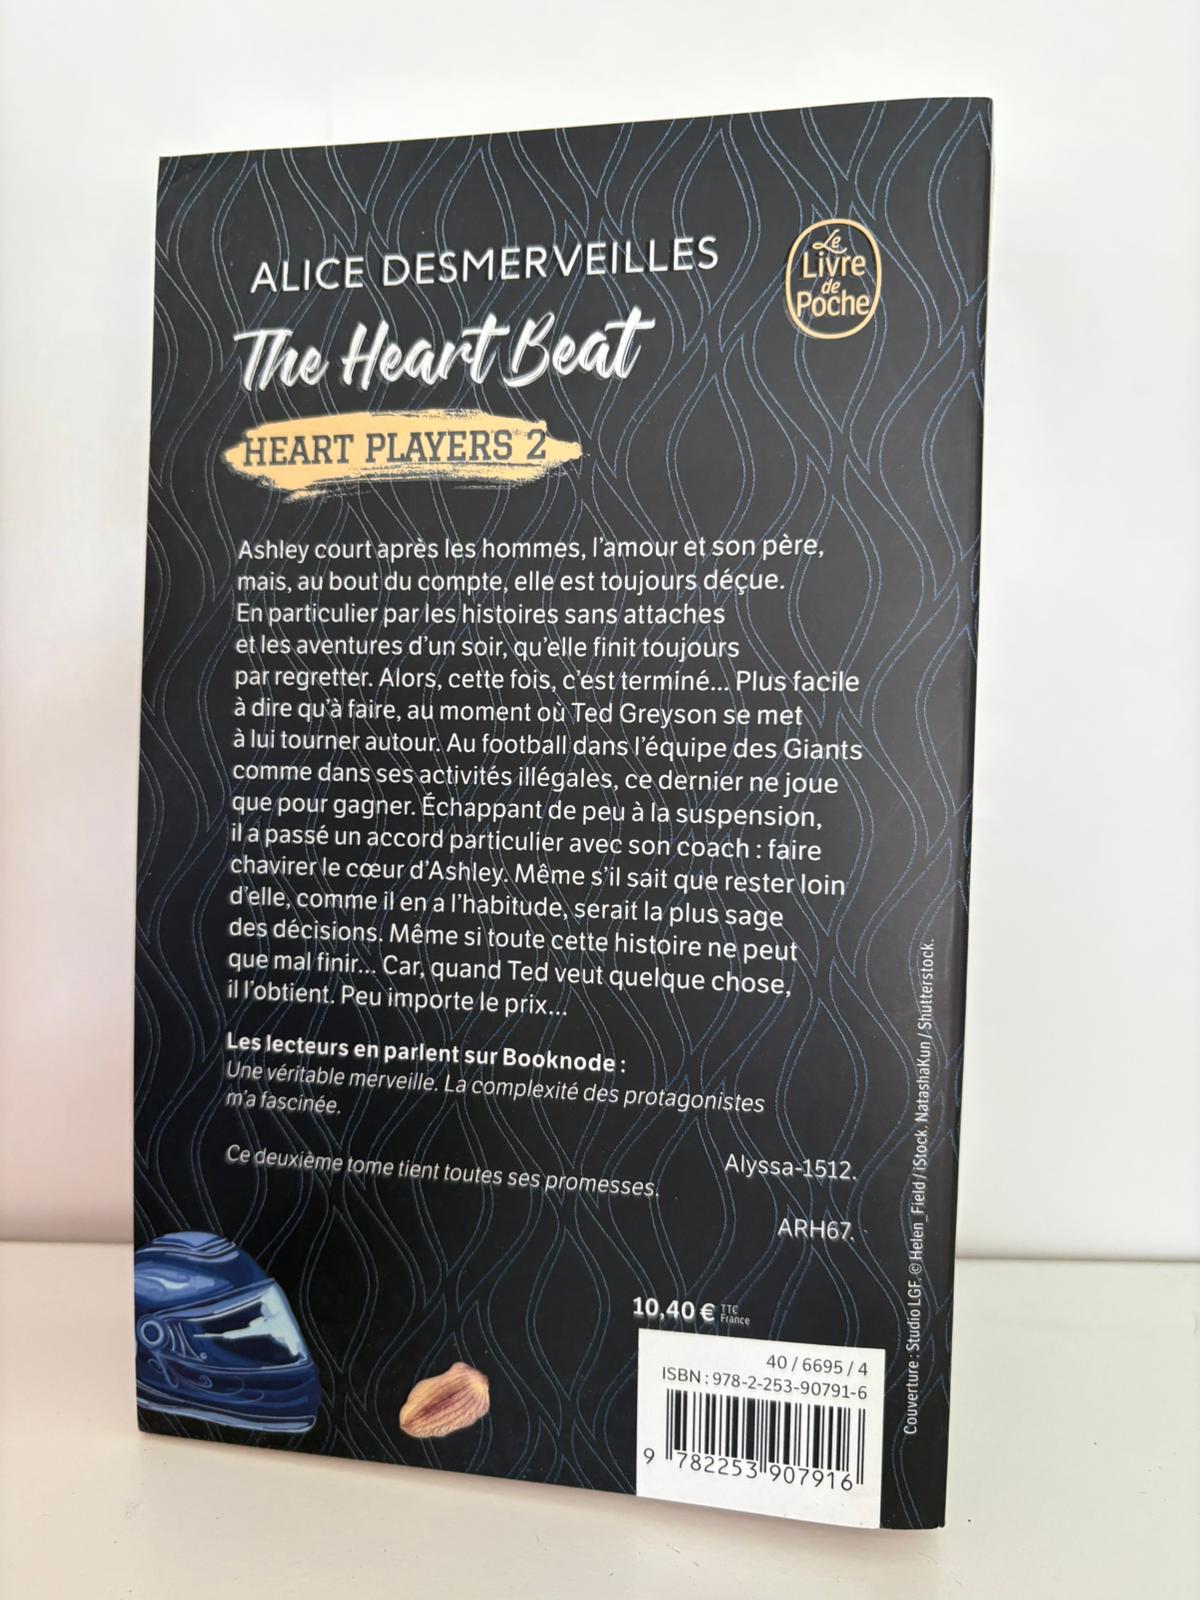 ALICE DESMERVEILLES
Le
Livre
de
Poche
The Heart Beat
HEART PLAYERS 2
Ashley court après les hommes, l'amour et son père,
mais, au bout du compte, elle est toujours déçue.
En particulier par les histoires sans attaches
et les aventures d'un soir, qu'elle finit toujours
par regretter. Alors, cette fois, c'est terminé... Plus facile
à dire qu'à faire, au moment où Ted Greyson se met
à lui tourner autour. Au football dans l'équipe des Giants
comme dans ses activités illégales, ce dernier ne joue
que pour gagner. Échappant de peu à la suspension,
il a passé un accord particulier avec son coach : faire
chavirer le cœur d'Ashley. Même s'il sait que rester loin
d'elle, comme il en a l'habitude, serait la plus sage
des décisions. Même si toute cette histoire ne peut
que mal finir... Car, quand Ted veut quelque chose,
il l'obtient. Peu importe le prix...
Les lecteurs en parlent sur Booknode :
Une véritable merveille. La complexité des protagonistes
m'a fascinée.
Alyssa-1512.
Ce deuxième tome tient toutes ses promesses.
ARH67.
10,40 € TTC
France
40 / 6695 / 4
ISBN : 978-2-253-90791-6
9 782253 907916
Couverture : Studio LGF. © Helen_Field / iStock. NatashaKun / Shutterstock.